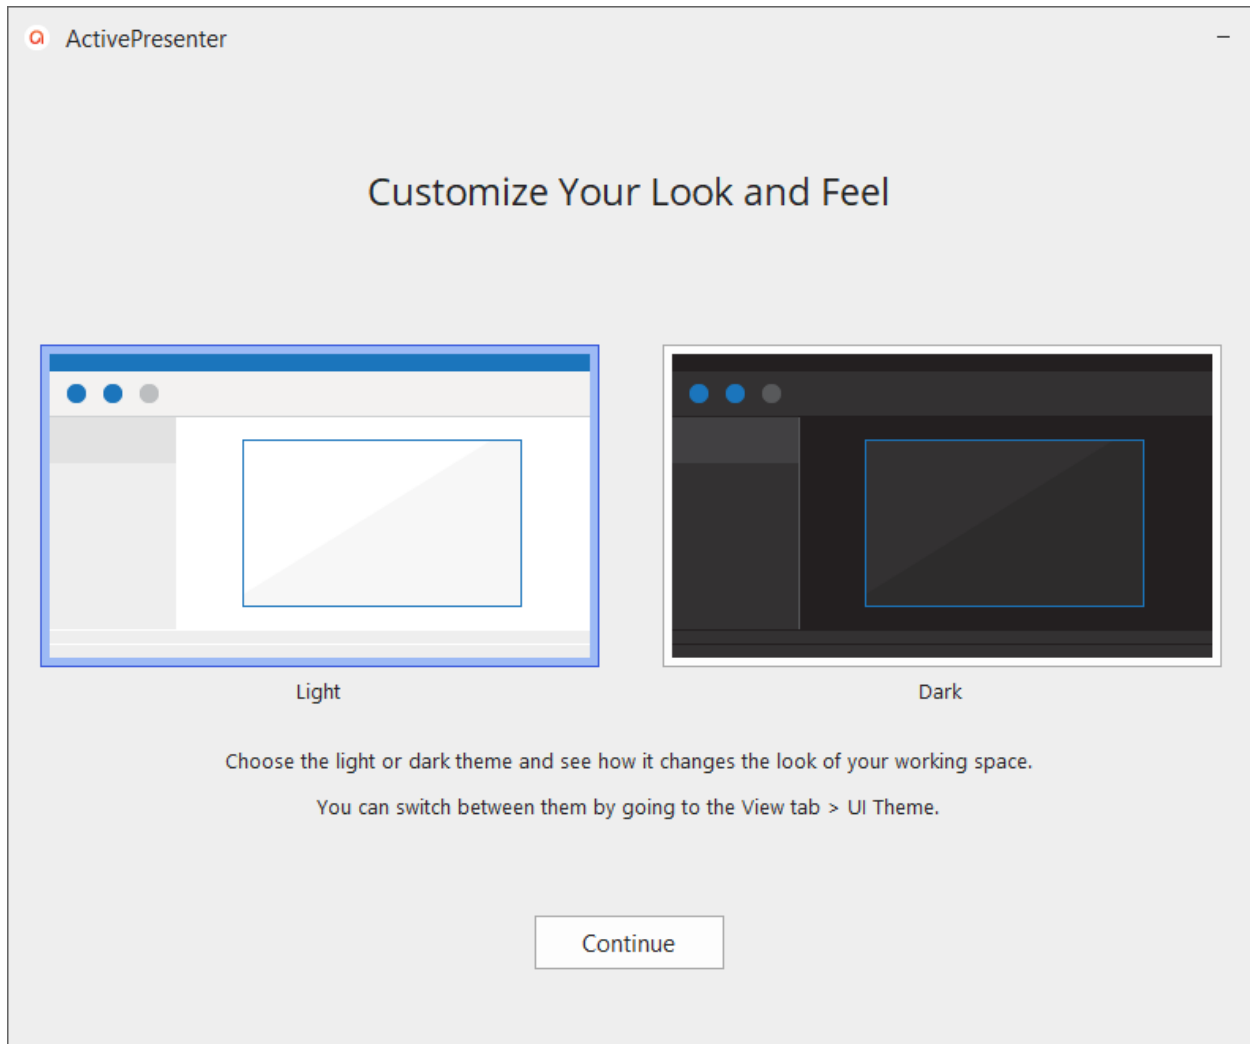 ActivePresenter
Customize Your Look and Feel
Light
Dark
Choose the light or dark theme and see how it changes the look of your working space.
You can switch between them by going to the View tab > UI Theme.
Continue